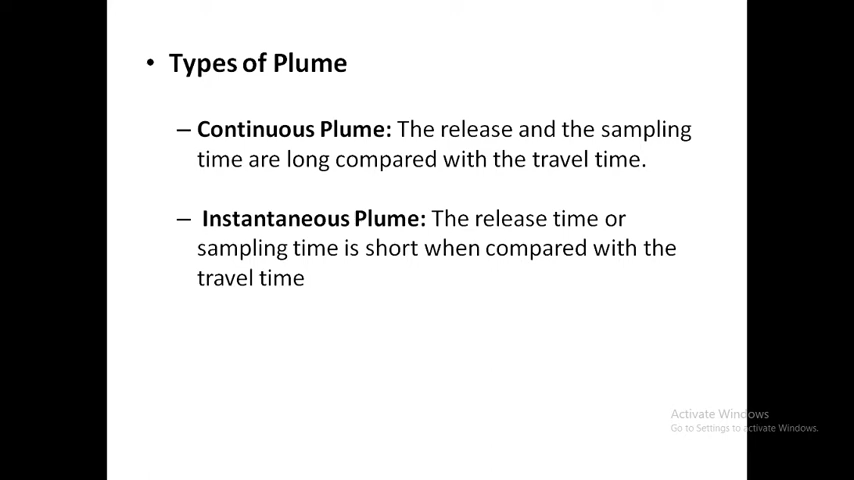 • Types of Plume
– Continuous Plume: The release and the sampling
time are long compared with the travel time.
– Instantaneous Plume: The release time or
sampling time is short when compared with the
travel time
Activate Windows
Go to Settings to activate Windows.